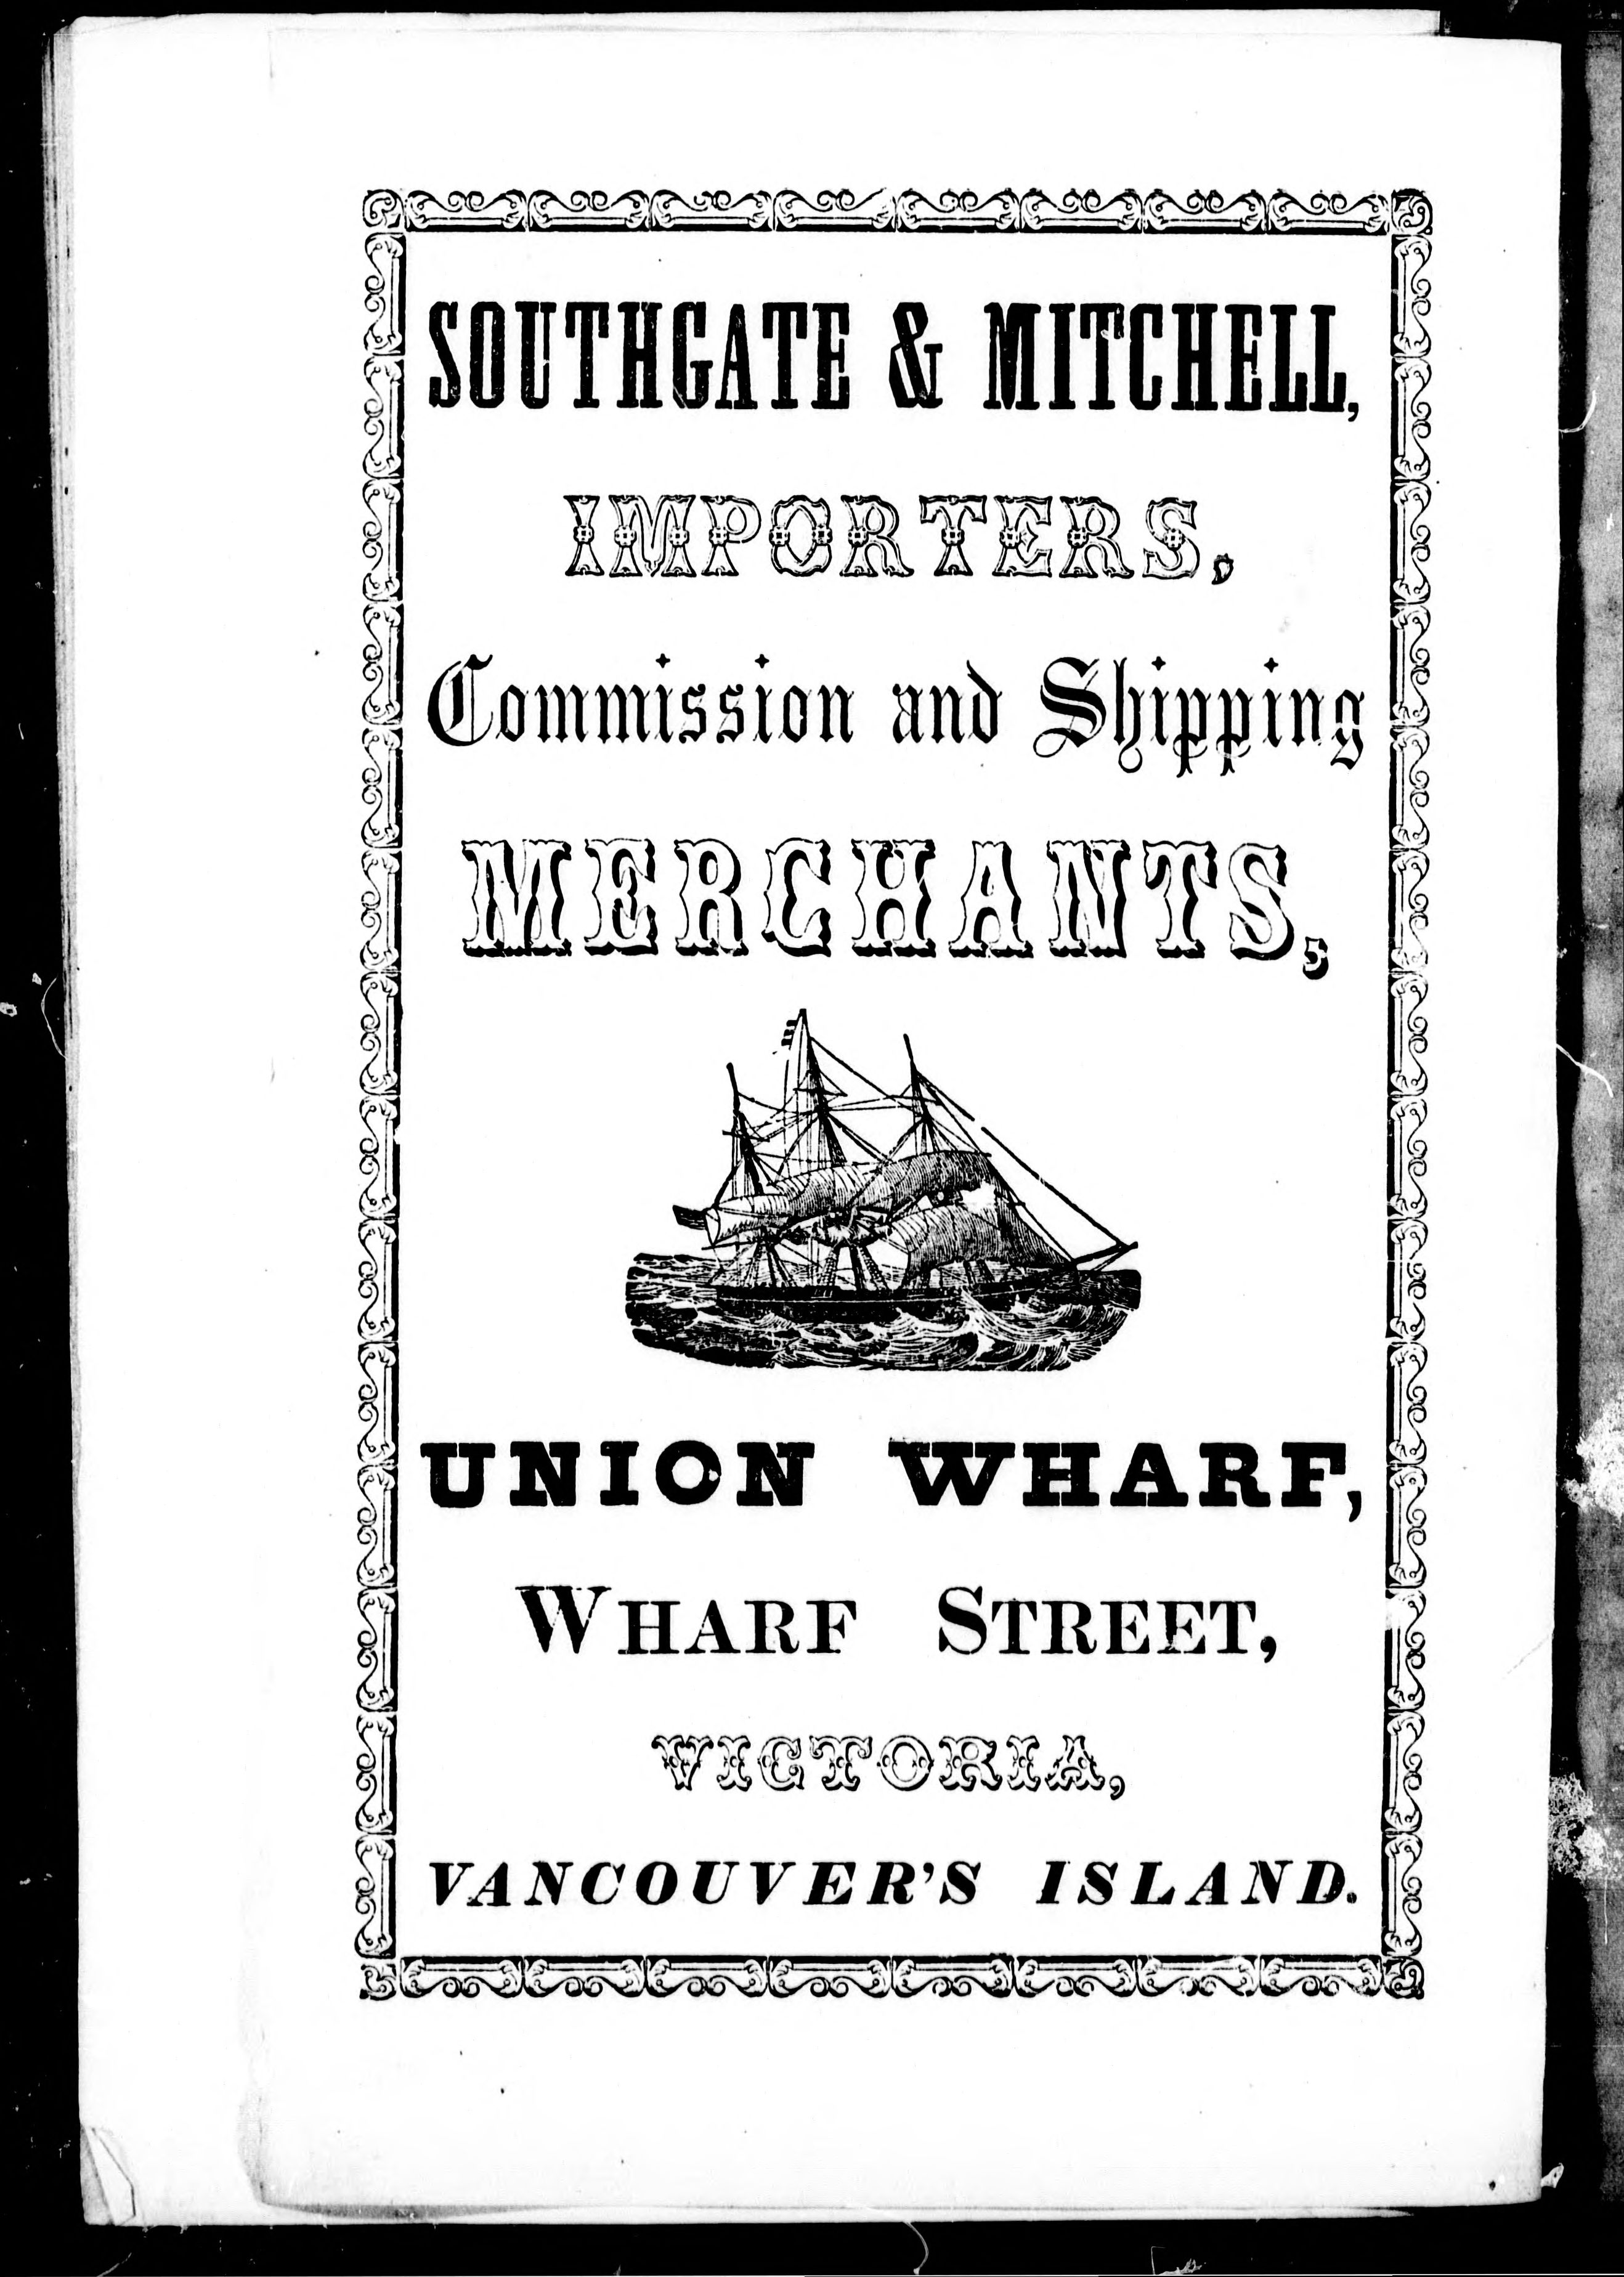 SOUTHGATE & MITCHELL,
IMPORTERS,
Commission and Shipping
MERCHANTS,
UNION WHARF,
WHARF STREET,
VICTORIA,
VANCOUVER'S ISLAND.